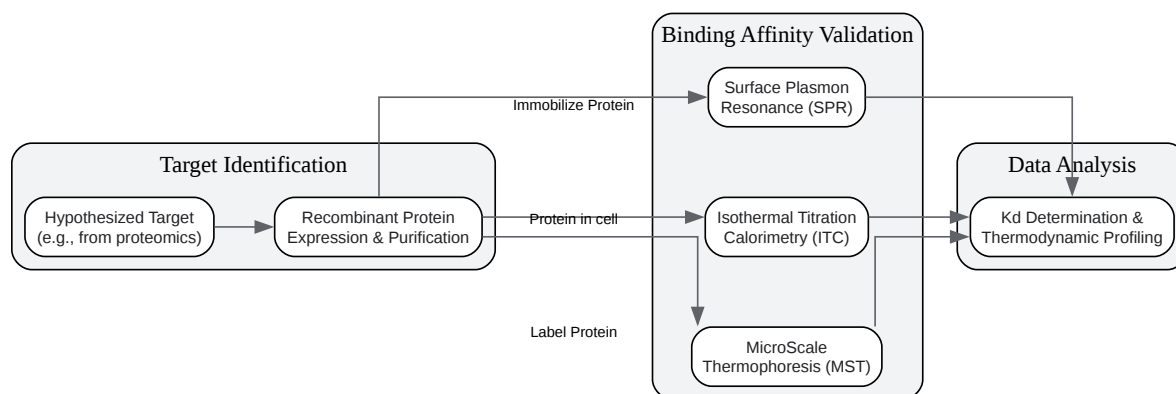 Binding Affinity Validation
Surface Plasmon
Resonance (SPR)
Immobilize Protein
Target Identification
Hypothesized Target
(e.g., from proteomics)
Recombinant Protein
Expression & Purification
Protein in cell
Isothermal Titration
Calorimetry (ITC)
Data Analysis
Kd Determination &
Thermodynamic Profiling
Label Protein
MicroScale
Thermophoresis (MST)